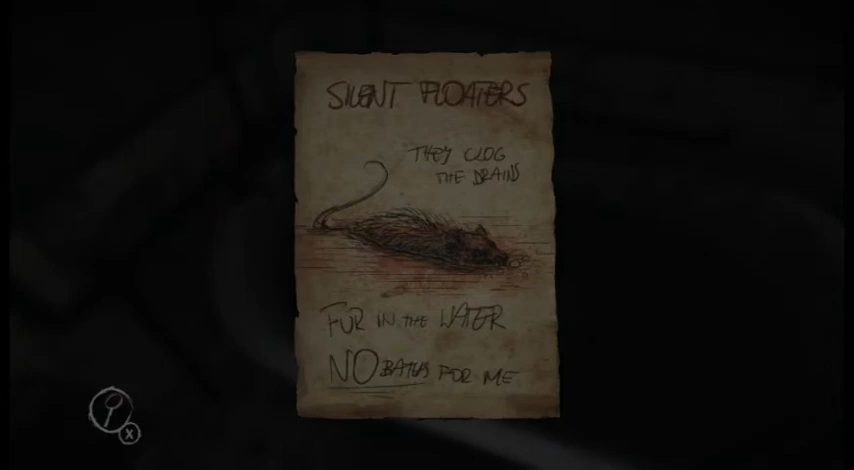 SILENT FLOATERS
THEY CLOG
THE DRAINS
FUR IN THE WATER
NO BATHS FOR ME
X